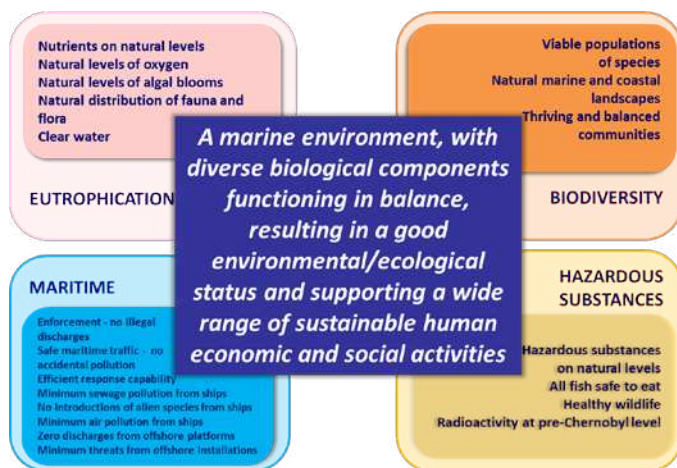 Nutrients on natural levels
Natural levels of oxygen
Natural levels of algal blooms
Natural distribution of fauna and
flora
Clear water
EUTROPHICATION
Viable populations
of species
Natural marine and coastal
landscapes
Thriving and balanced
communities
BIODIVERSITY
A marine environment, with
diverse biological components
functioning in balance,
resulting in a good
environmental/ecological
status and supporting a wide
range of sustainable human
economic and social activities
MARITIME
Enforcement - no illegal
discharges
Safe maritime traffic - no
accidental pollution
Efficient response capability
Minimum sewage pollution from ships
No introductions of alien species from ships
Minimum air pollution from ships
Zero discharges from offshore platforms
Minimum threats from offshore installations
HAZARDOUS
SUBSTANCES
Hazardous substances
on natural levels
All fish safe to eat
Healthy wildlife
Radioactivity at pre-Chernobyl level